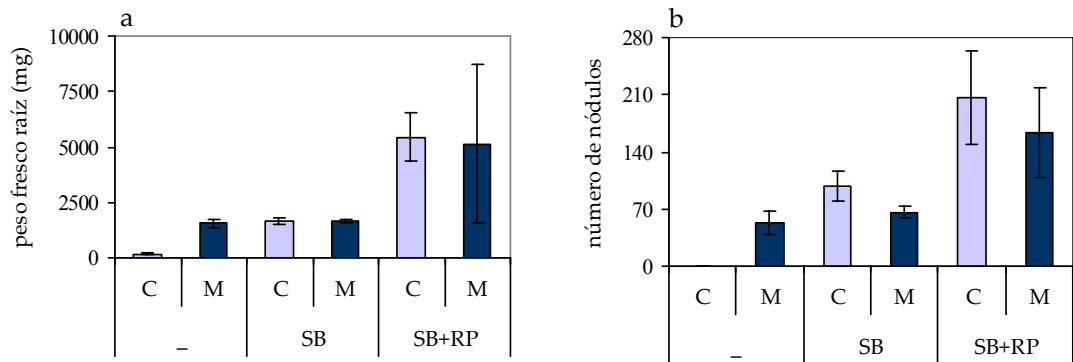 a
peso fresco raíz (mg)
10000
7500
5000
2500
0
C M C M C M
– SB SB+RP
b
número de nódulos
280
210
140
70
0
C M C M C M
– SB SB+RP